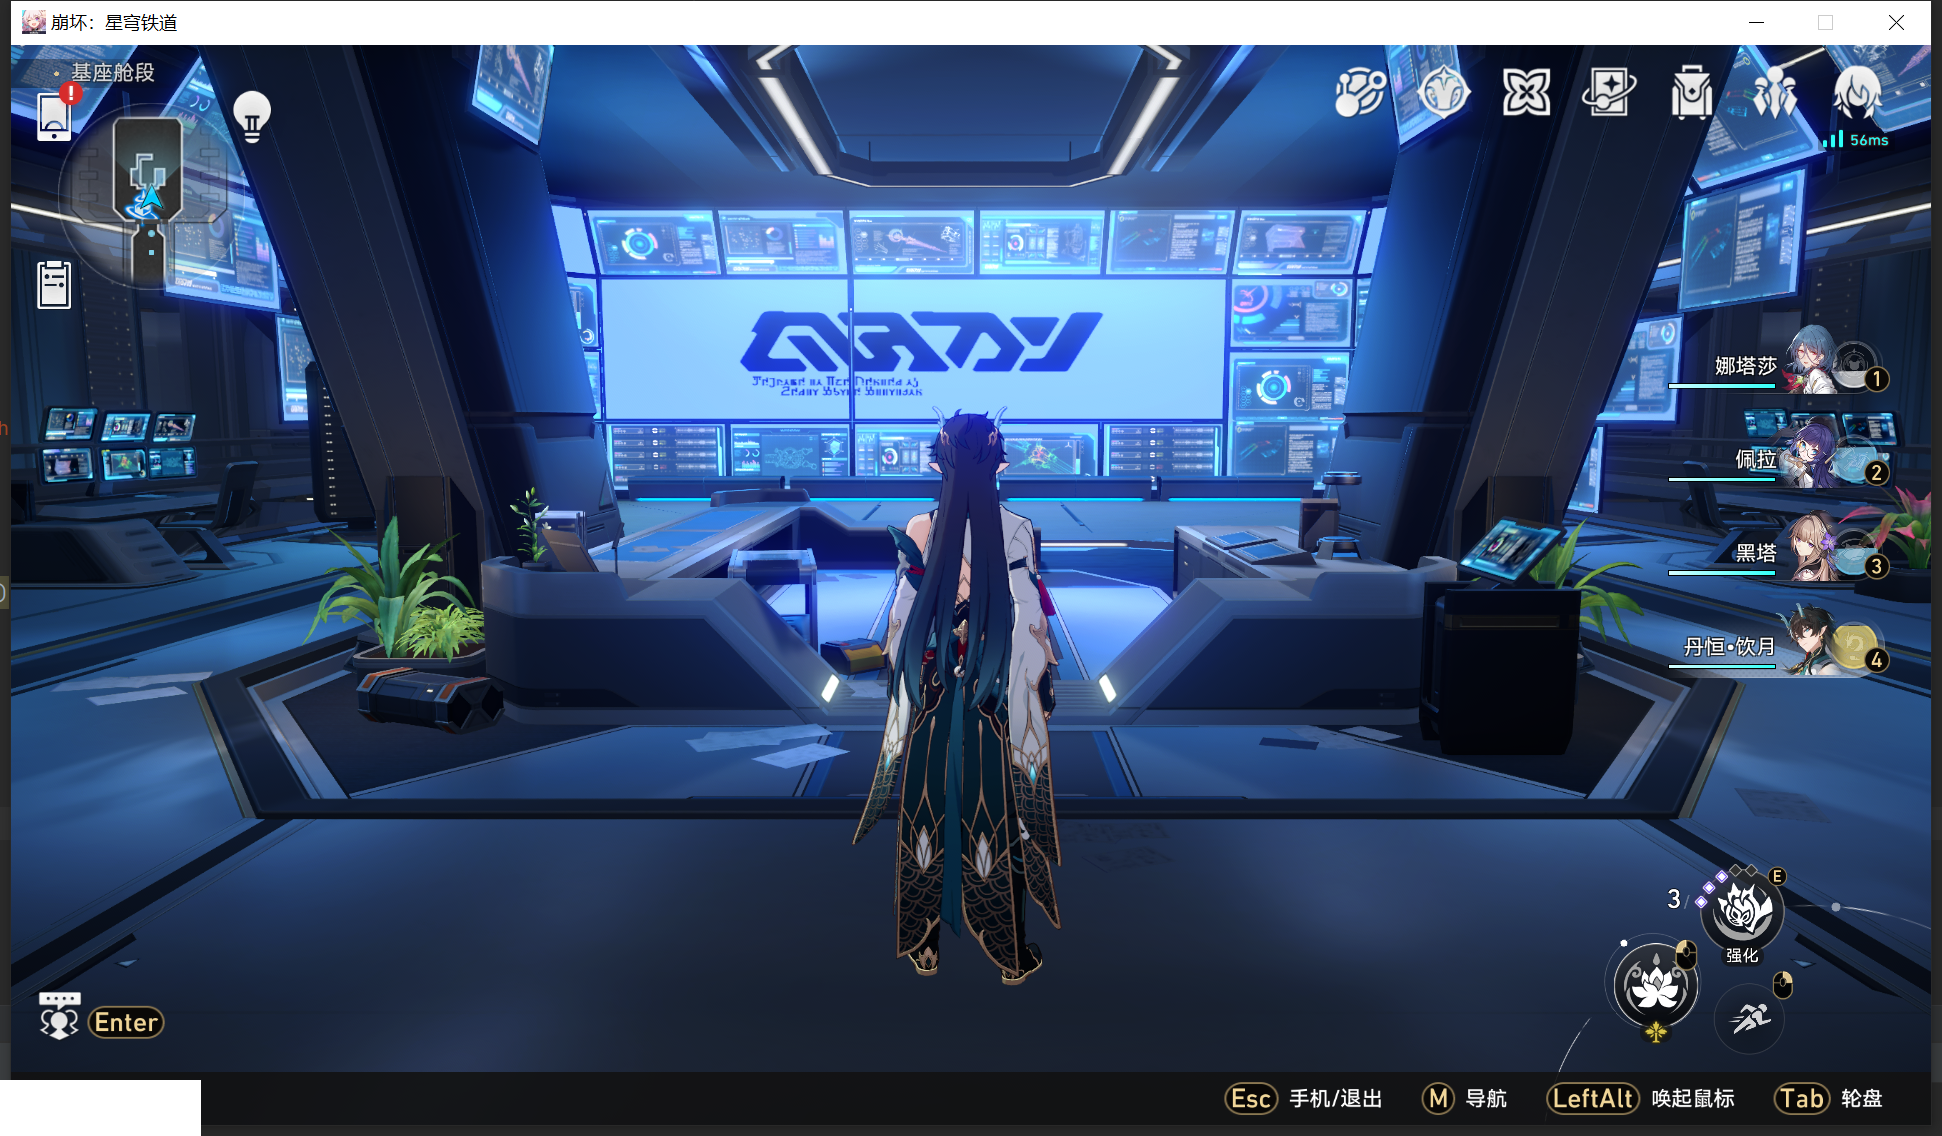 崩坏：星穹铁道
基座舱段
56ms
娜塔莎
1
佩拉
2
黑塔
3
丹恒•饮月
4
E
3/
强化
Enter
Esc 手机/退出 M 导航 LeftAlt 唤起鼠标 Tab 轮盘